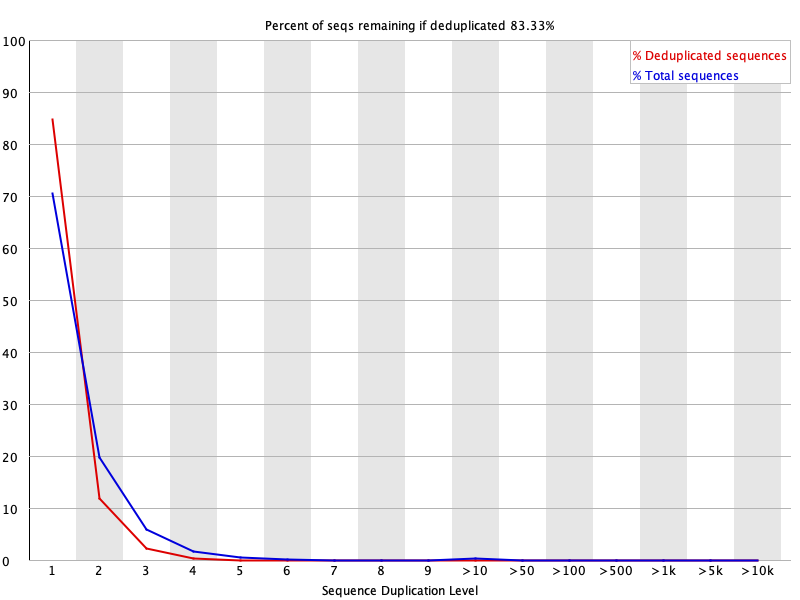 Percent of seqs remaining if deduplicated 83.33%
% Deduplicated sequences
% Total sequences
100
90
80
70
60
50
40
30
20
10
0
1 2 3 4 5 6 7 8 9 >10 >50 >100 >500 >1k >5k >10k
Sequence Duplication Level